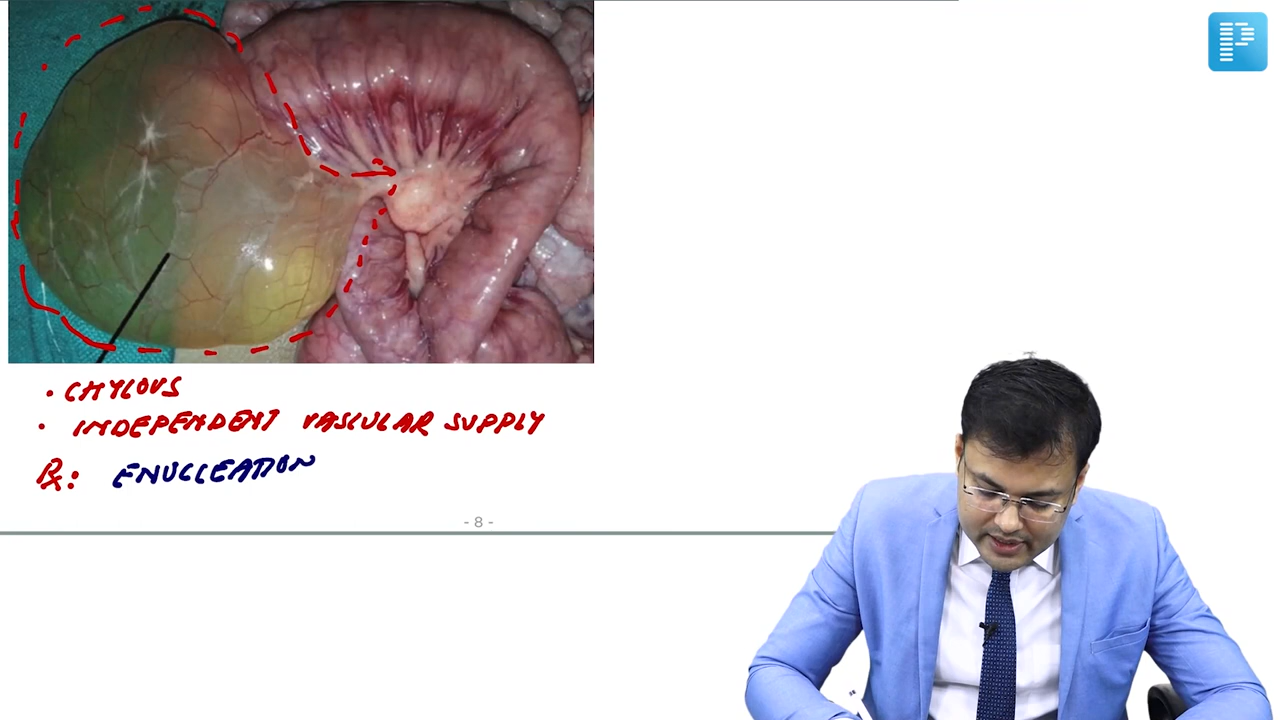 P
• CHYLOUS
• INDEPENDENT VASCULAR SUPPLY
Rx: ENUCLEATION
- 8 -